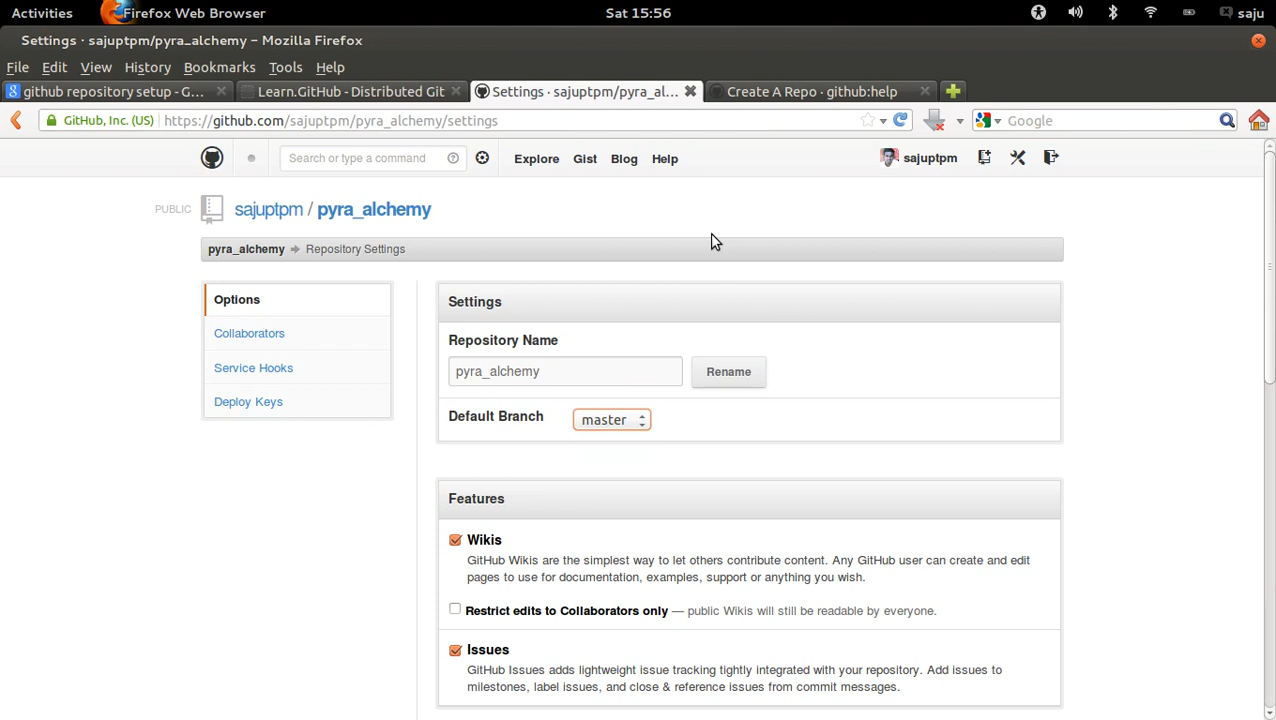 Activities Firefox Web Browser Sat 15:56 saju
Settings · sajuptpm/pyra_alchemy - Mozilla Firefox
File Edit View History Bookmarks Tools Help
github repository setup - G... Learn.GitHub - Distributed Git Settings · sajuptpm/pyra_al... Create A Repo · github:help
GitHub, Inc. (US) https://github.com/sajuptpm/pyra_alchemy/settings Google
Search or type a command Explore Gist Blog Help sajuptpm
PUBLIC sajuptpm / pyra_alchemy
pyra_alchemy Repository Settings
Options
Collaborators
Service Hooks
Deploy Keys
Settings
Repository Name
pyra_alchemy Rename
Default Branch master
Features
Wikis
GitHub Wikis are the simplest way to let others contribute content. Any GitHub user can create and edit
pages to use for documentation, examples, support or anything you wish.
Restrict edits to Collaborators only — public Wikis will still be readable by everyone.
Issues
GitHub Issues adds lightweight issue tracking tightly integrated with your repository. Add issues to
milestones, label issues, and close & reference issues from commit messages.